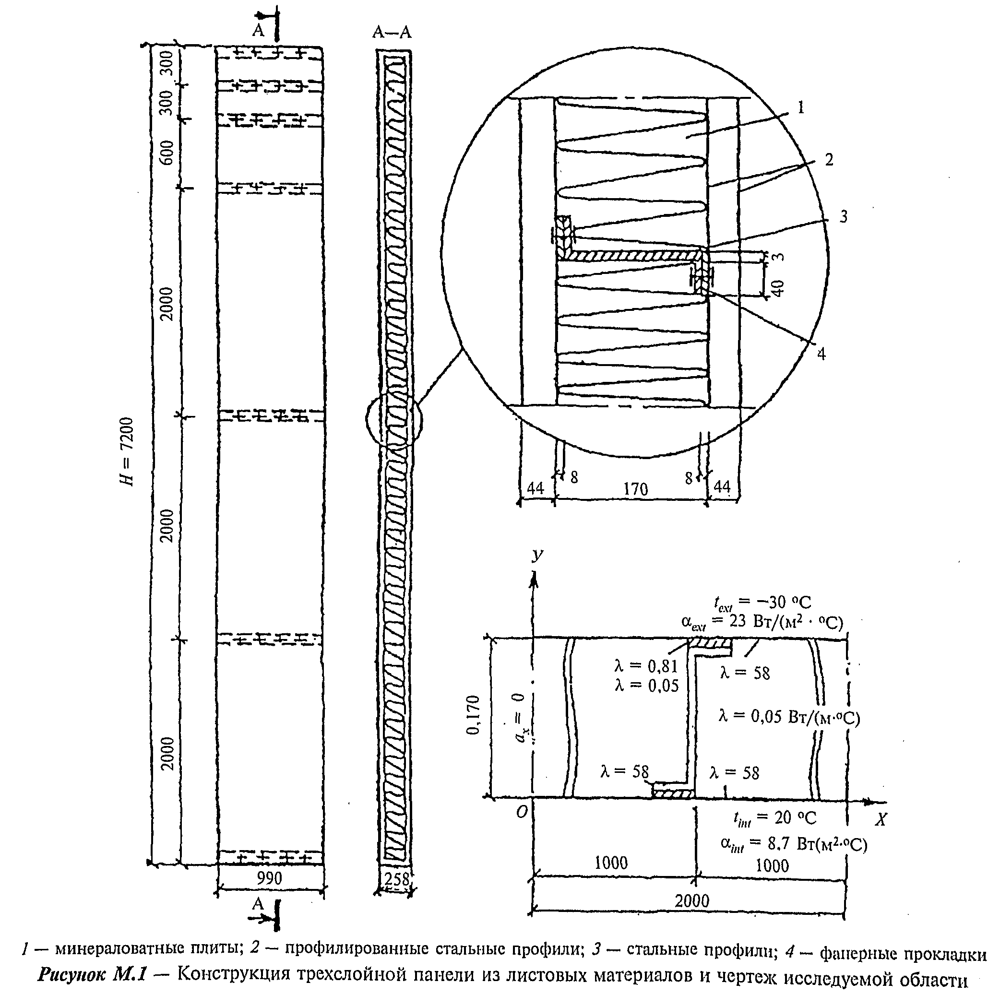 A
A—A
300
300
600
2000
2000
2000
H = 7200
990
A
258
1
2
3
4
3
40
8
8
44
170
44
y
t_ext = −30 °C
α_ext = 23 Вт/(м² · °C)
λ = 0,81
λ = 0,05
λ = 58
0,170
a_x = 0
λ = 0,05 Вт/(м·°C)
λ = 58
λ = 58
O
X
t_int = 20 °C
α_int = 8,7 Вт(м²·°C)
1000
1000
2000
1 — минераловатные плиты; 2 — профилированные стальные профили; 3 — стальные профили; 4 — фанерные прокладки
Рисунок М.1 — Конструкция трехслойной панели из листовых материалов и чертеж исследуемой области